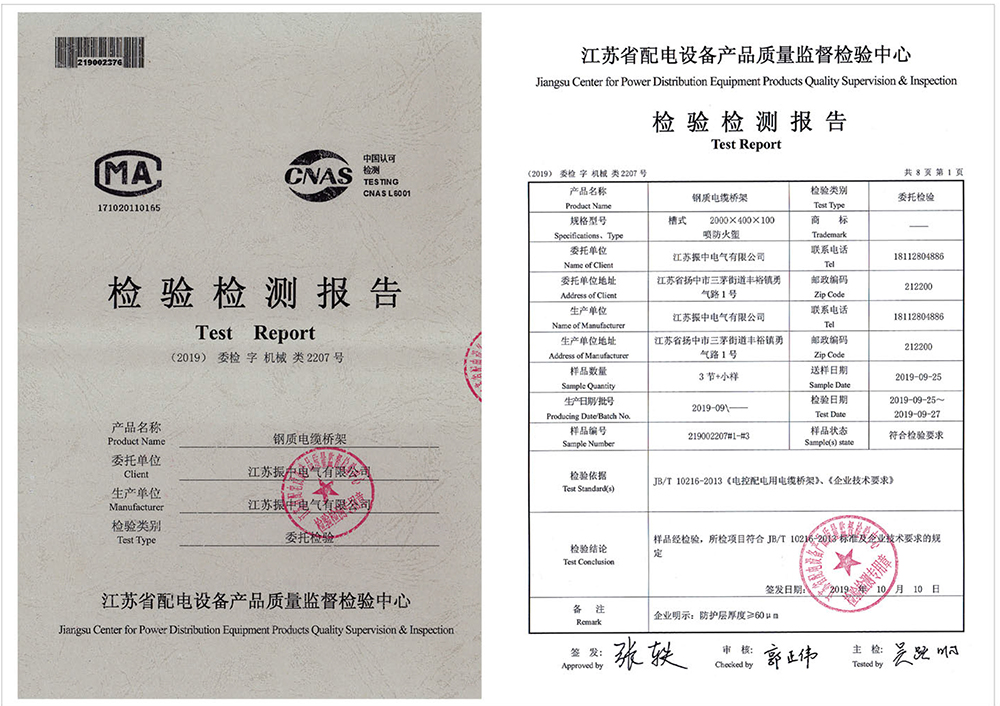 219002376
MA
171020110165
CNAS
中国认可
检测
TESTING
CNAS L6001
检验检测报告
Test Report
（2019） 委检 字 机械 类 2207 号
产品名称
Product Name
钢质电缆桥架
委托单位
Client
江苏振中电气有限公司
生产单位
Manufacturer
江苏振中电气有限公司
检验类别
Test Type
委托检验
江苏省配电设备产品质量监督检验中心
Jiangsu Center for Power Distribution Equipment Products Quality Supervision & Inspection
江苏省配电设备产品质量监督检验中心
Jiangsu Center for Power Distribution Equipment Products Quality Supervision & Inspection
检验检测报告
Test Report
（2019） 委检 字 机械 类 2207 号
共 8 页 第 1 页
产品名称
Product Name
钢质电缆桥架
检验类别
Test Type
委托检验
规格型号
Specifications、Type
槽式 2000×400×100
喷防火
商 标
Trademark
——
委托单位
Name of Client
江苏振中电气有限公司
联系电话
Tel
18112804886
委托单位地址
Address of Client
江苏省扬中市三茅街道丰裕镇勇
气路 1 号
邮政编码
Zip Code
212200
生产单位
Name of Manufacturer
江苏振中电气有限公司
联系电话
Tel
18112804886
生产单位地址
Address of Manufacturer
江苏省扬中市三茅街道丰裕镇勇
气路 1 号
邮政编码
Zip Code
212200
样品数量
Sample Quantity
3 节+小样
送样日期
Sample Date
2019-09-25
生产日期/批号
Producing Date/Batch No.
2019-09\——
检验日期
Test Date
2019-09-25～
2019-09-27
样品编号
Sample Number
219002207#1-#3
样品状态
Sample(s) state
符合检验要求
检验依据
Test Standard(s)
JB/T 10216-2013《电控配电用电缆桥架》、《企业技术要求》
检验结论
Test Conclusion
样品经检验，所检项目符合 JB/T 10216-2013 标准及企业技术要求的规
定
签发日期： 2019 年 10 月 10 日
备 注
Remark
企业明示：防护层厚度≥60μm
签 发：
Approved by
张轶
审 核：
Checked by
郭正伟
主 检：
Tested by